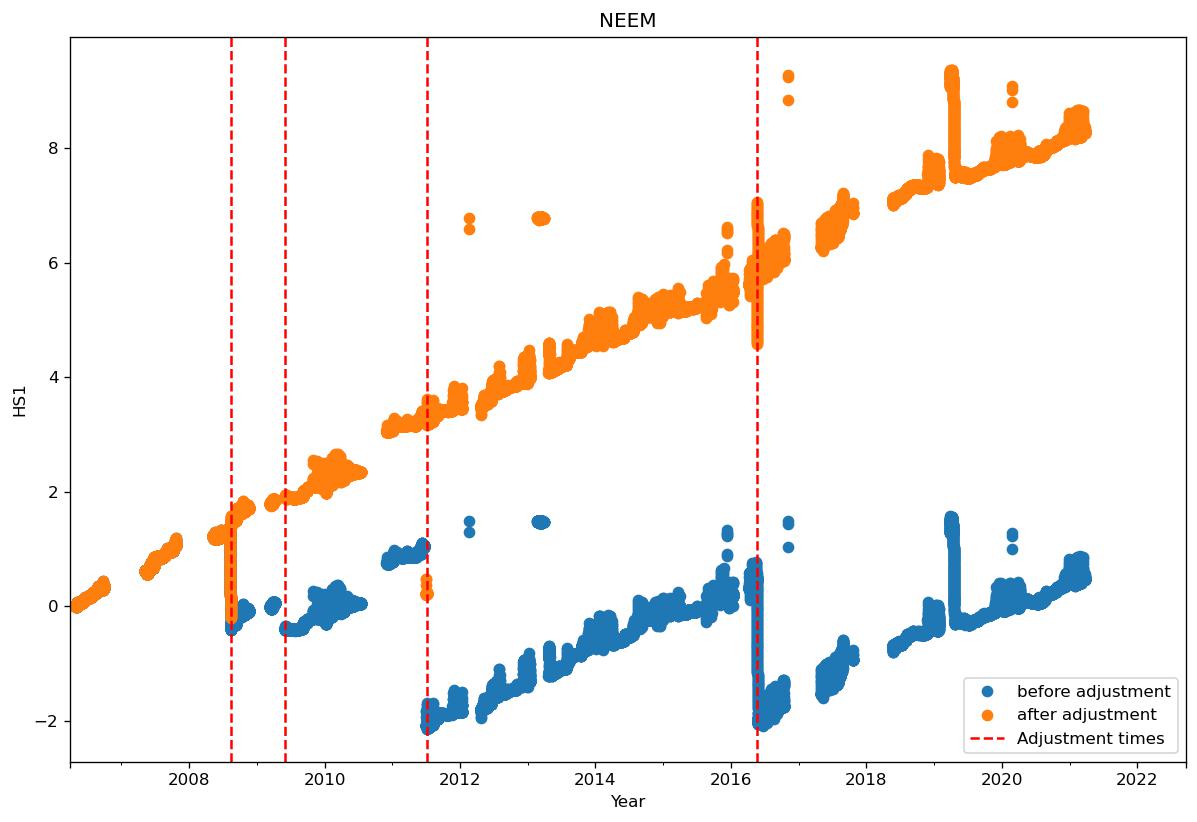 NEEM
8
6
4
2
0
−2
HS1
before adjustment
after adjustment
Adjustment times
2008 2010 2012 2014 2016 2018 2020 2022
Year